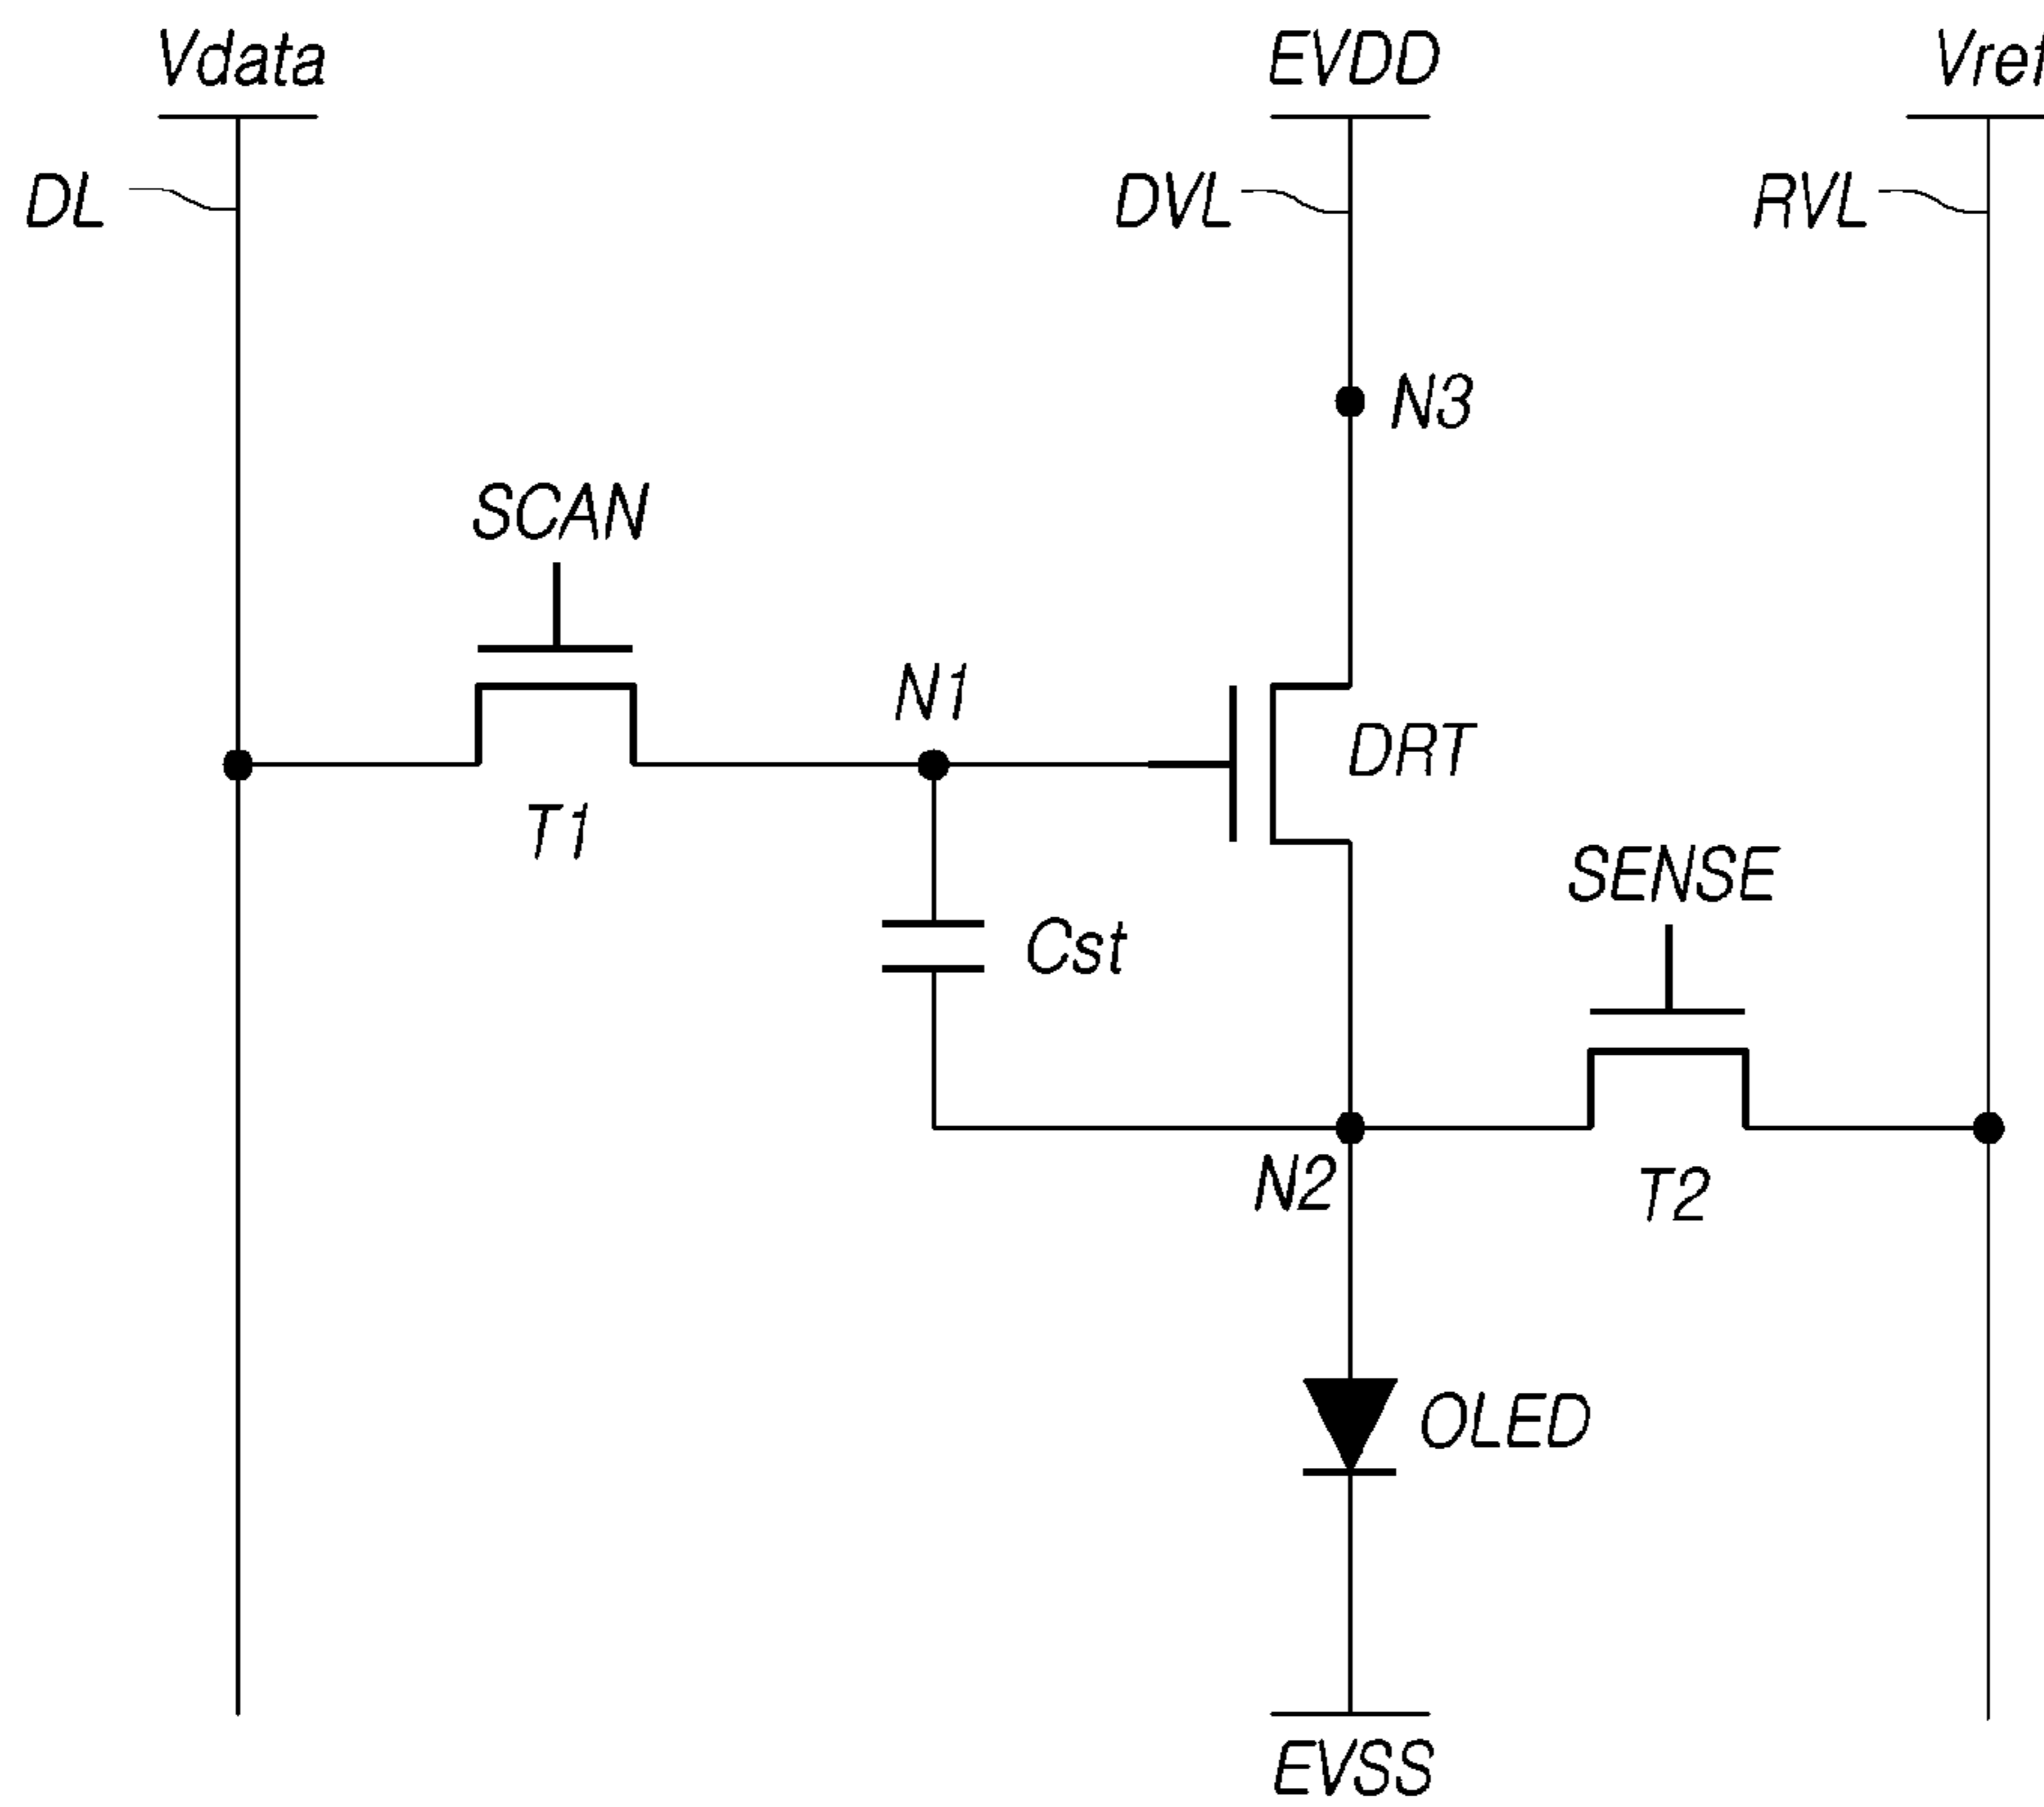 Vdata
EVDD
Vref
DL
DVL
RVL
N3
SCAN
N1
DRT
T1
SENSE
Cst
N2
T2
OLED
EVSS